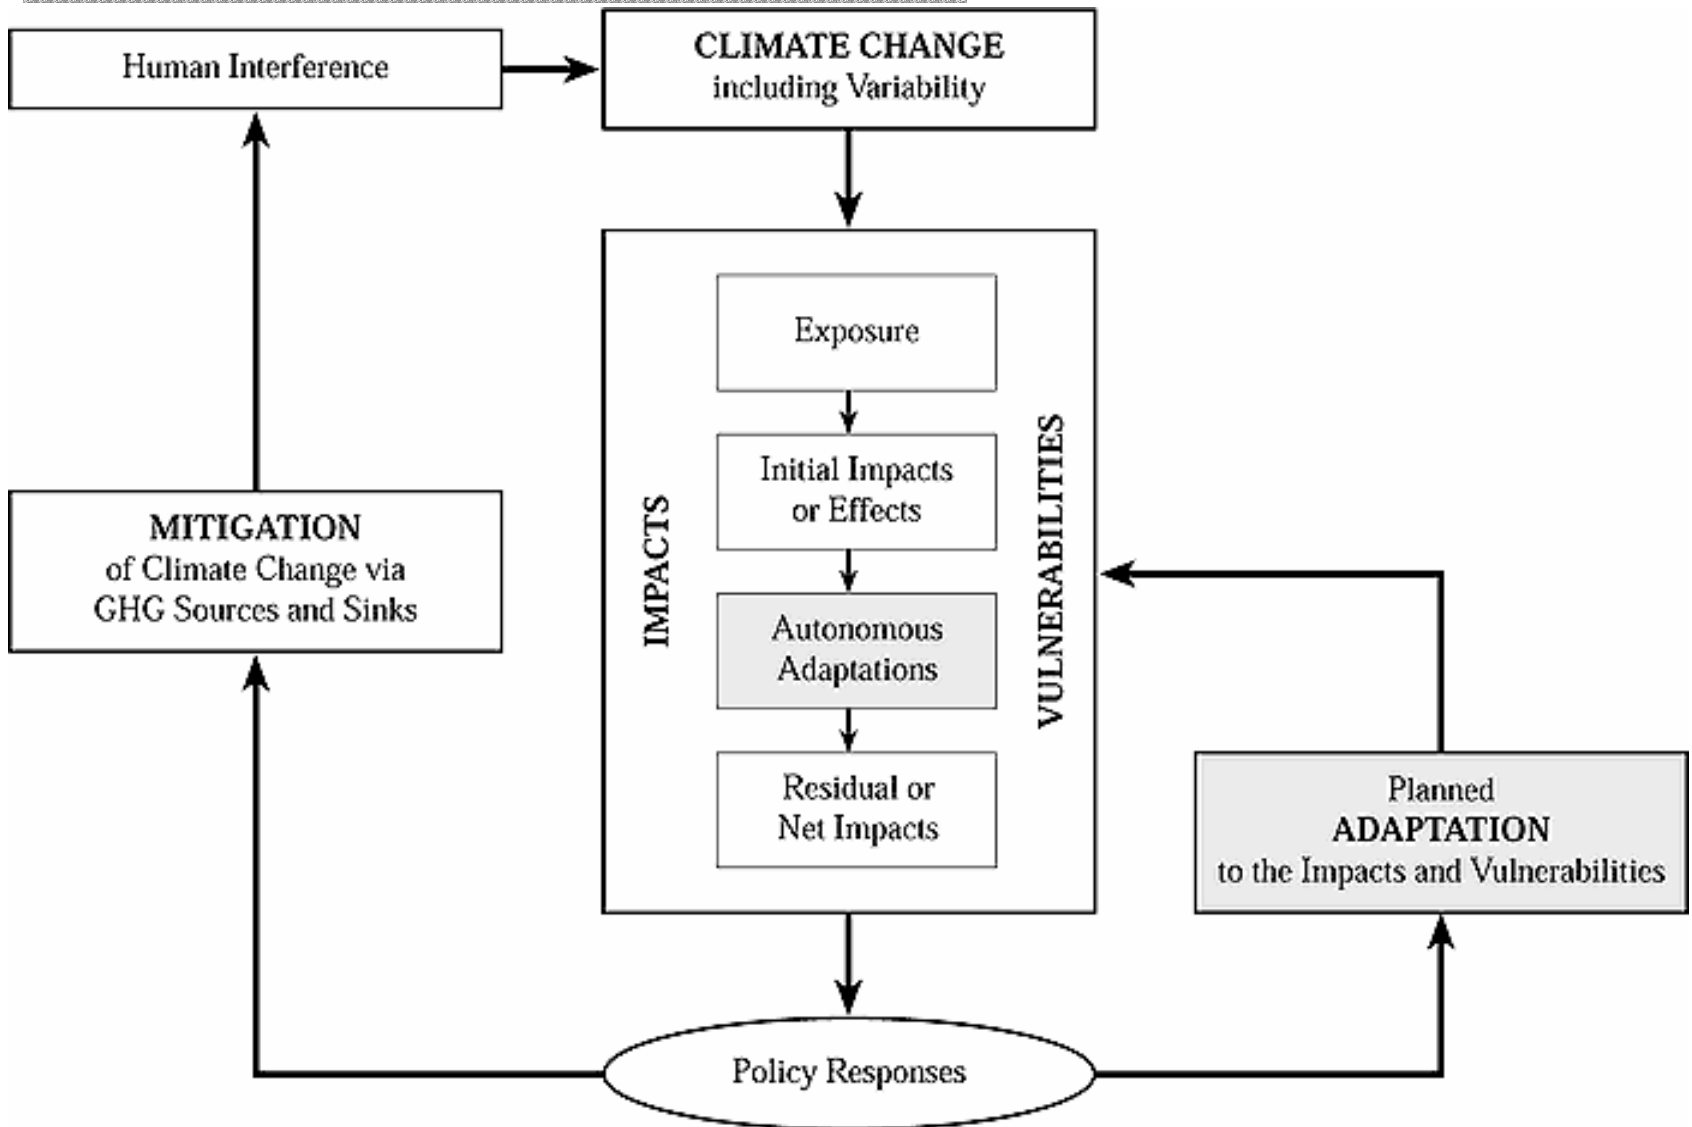 Human Interference
CLIMATE CHANGE
including Variability
Exposure
Initial Impacts
or Effects
IMPACTS
VULNERABILITIES
MITIGATION
of Climate Change via
GHG Sources and Sinks
Autonomous
Adaptations
Residual or
Net Impacts
Planned
ADAPTATION
to the Impacts and Vulnerabilities
Policy Responses